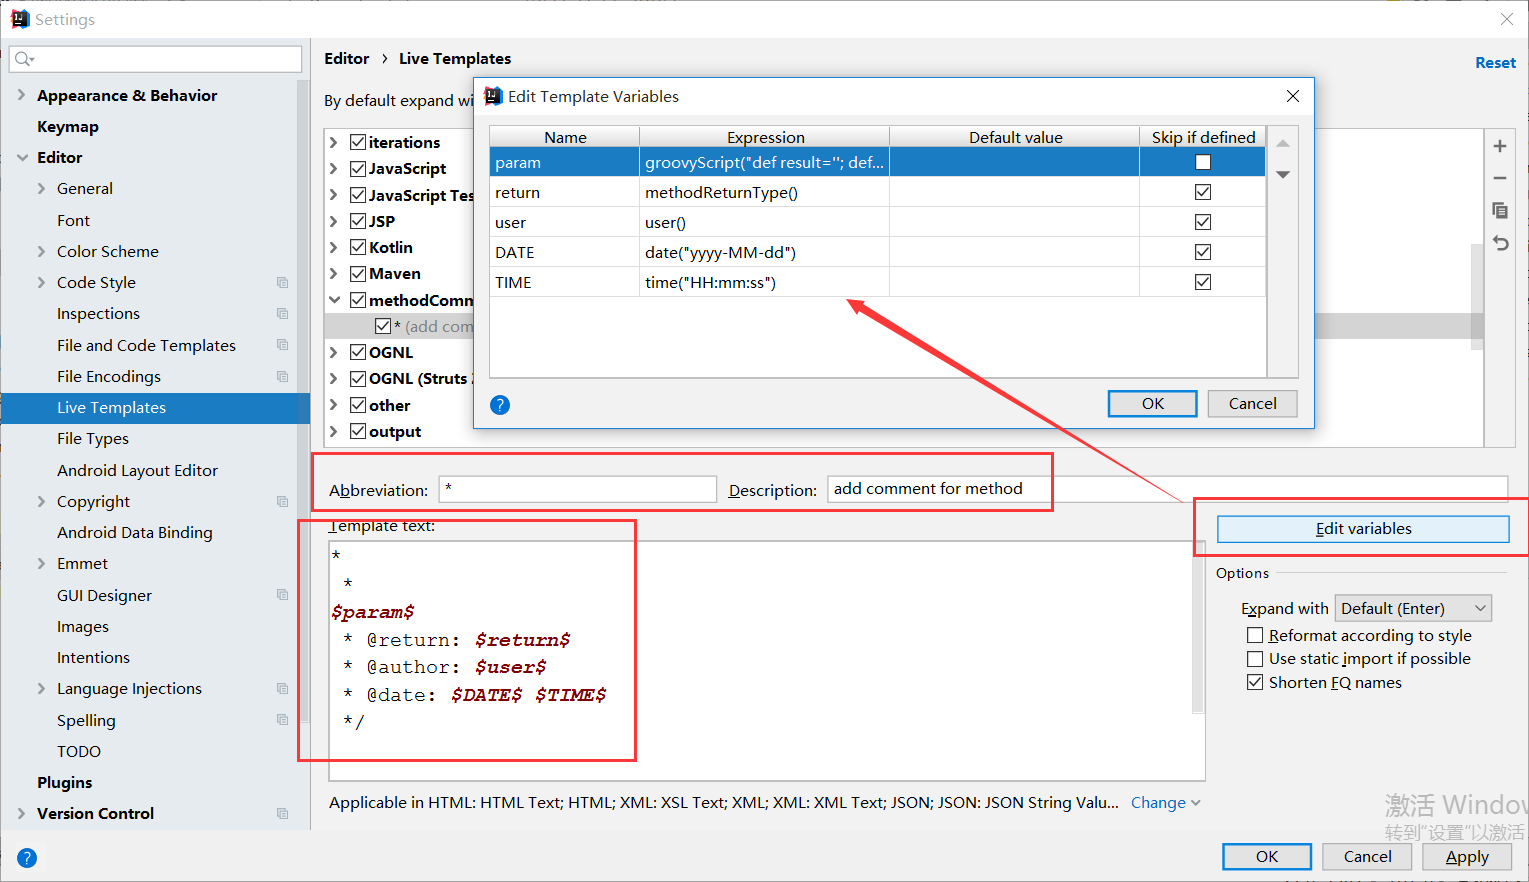 Settings
Editor › Live Templates
Reset
By default expand wi
Appearance & Behavior
Keymap
Editor
General
Font
Color Scheme
Code Style
Inspections
File and Code Templates
File Encodings
Live Templates
File Types
Android Layout Editor
Copyright
Android Data Binding
Emmet
GUI Designer
Images
Intentions
Language Injections
Spelling
TODO
Plugins
Version Control
iterations
JavaScript
JavaScript Tes
JSP
Kotlin
Maven
methodComm
* (add com
OGNL
OGNL (Struts
other
output
Edit Template Variables
Name Expression Default value Skip if defined
param groovyScript("def result=''; def...
return methodReturnType()
user user()
DATE date("yyyy-MM-dd")
TIME time("HH:mm:ss")
OK Cancel
Abbreviation: * Description: add comment for method
Template text:
*
*
$param$
* @return: $return$
* @author: $user$
* @date: $DATE$ $TIME$
*/
Edit variables
Options
Expand with Default (Enter)
Reformat according to style
Use static import if possible
Shorten FQ names
Applicable in HTML: HTML Text; HTML; XML: XSL Text; XML; XML: XML Text; JSON; JSON: JSON String Valu... Change
激活 Window
转到"设置"以激活
OK Cancel Apply